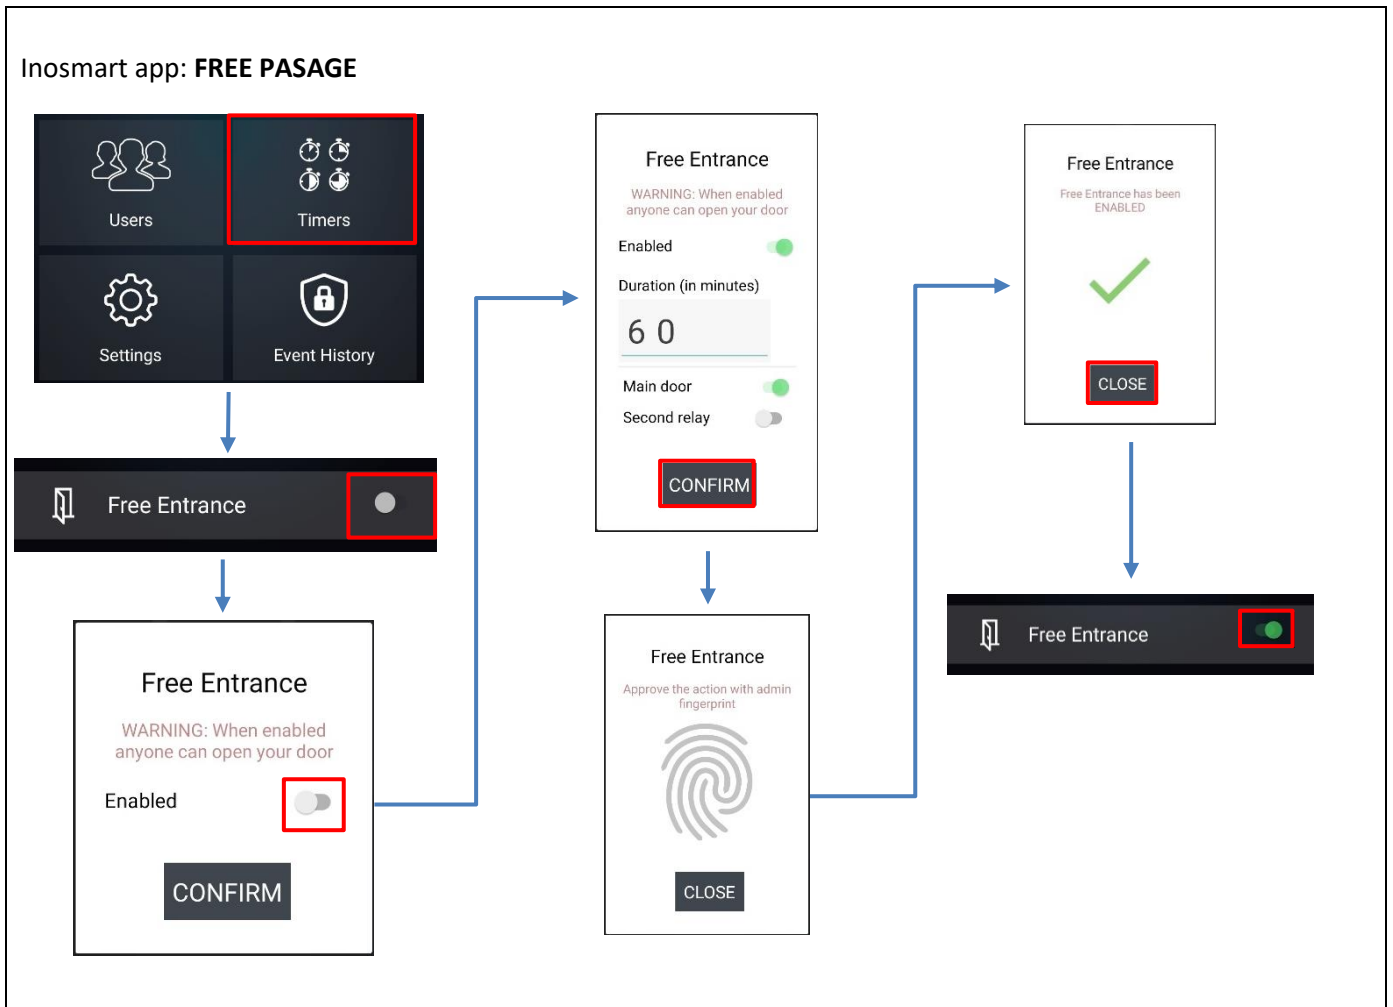 Inosmart app: FREE PASAGE
Users
Timers
Settings
Event History
Free Entrance
Free Entrance
WARNING: When enabled
anyone can open your door
Enabled
CONFIRM
Free Entrance
WARNING: When enabled
anyone can open your door
Enabled
Duration (in minutes)
6 0
Main door
Second relay
CONFIRM
Free Entrance
Approve the action with admin
fingerprint
CLOSE
Free Entrance
Free Entrance has been
ENABLED
CLOSE
Free Entrance